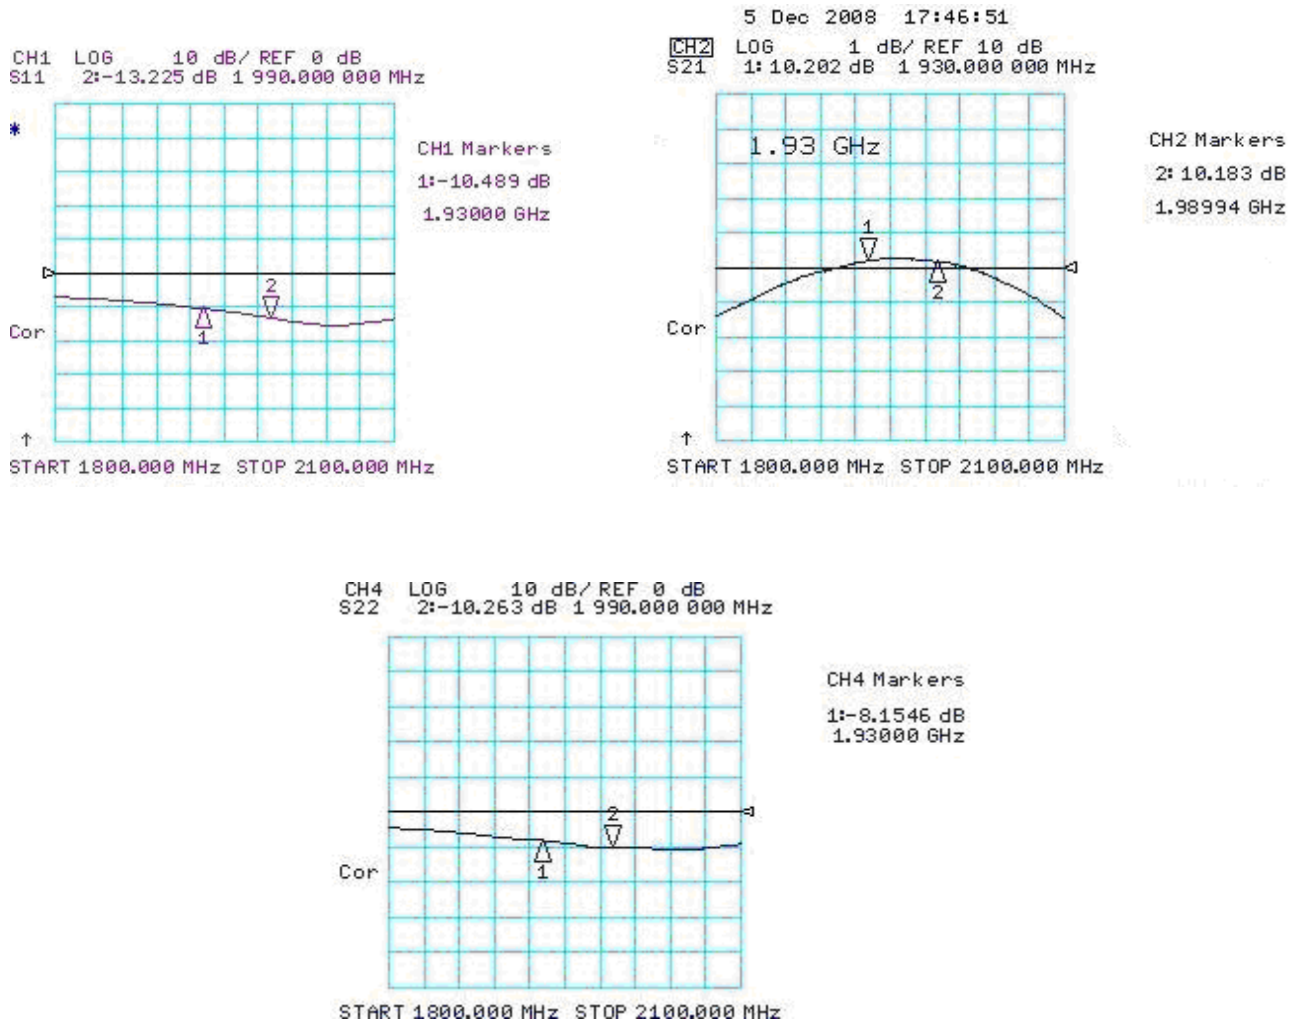 CH1 LOG 10 dB/ REF 0 dB
S11 2:-13.225 dB 1 990.000 000 MHz
*
CH1 Markers
1:-10.489 dB
1.93000 GHz
2
1
Cor
↑
START 1800.000 MHz STOP 2100.000 MHz
5 Dec 2008 17:46:51
CH2 LOG 1 dB/ REF 10 dB
S21 1:10.202 dB 1 930.000 000 MHz
1.93 GHz
CH2 Markers
2: 10.183 dB
1.98994 GHz
1
2
Cor
↑
START 1800.000 MHz STOP 2100.000 MHz
CH4 LOG 10 dB/ REF 0 dB
S22 2:-10.263 dB 1 990.000 000 MHz
CH4 Markers
1:-8.1546 dB
1.93000 GHz
2
1
Cor
START 1800.000 MHz STOP 2100.000 MHz